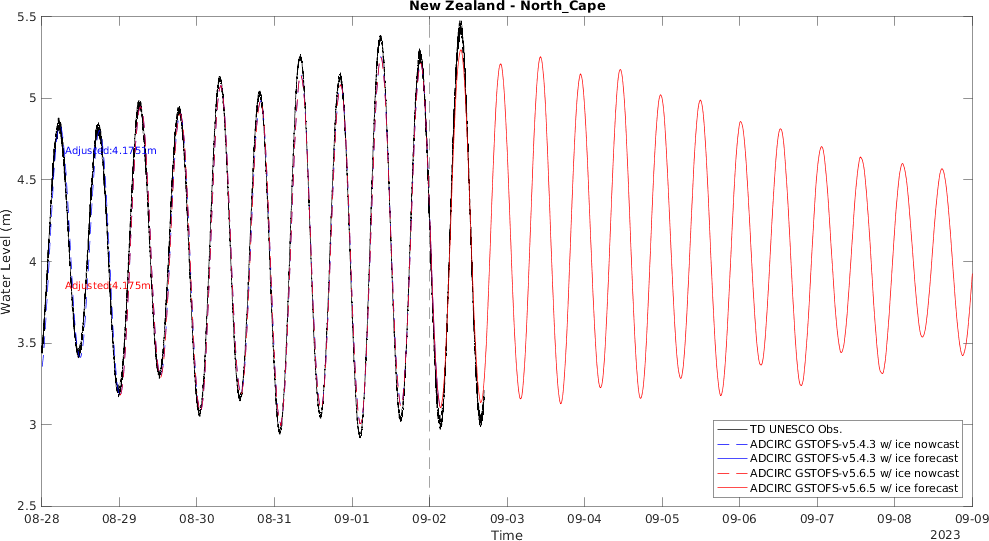 New Zealand - North_Cape
5.5
5
4.5
4
3.5
3
2.5
Water Level (m)
Adjusted:4.1751m
Adjusted:4.175m
TD UNESCO Obs.
ADCIRC GSTOFS-v5.4.3 w/ ice nowcast
ADCIRC GSTOFS-v5.4.3 w/ ice forecast
ADCIRC GSTOFS-v5.6.5 w/ ice nowcast
ADCIRC GSTOFS-v5.6.5 w/ ice forecast
08-28 08-29 08-30 08-31 09-01 09-02 09-03 09-04 09-05 09-06 09-07 09-08 09-09
Time
2023